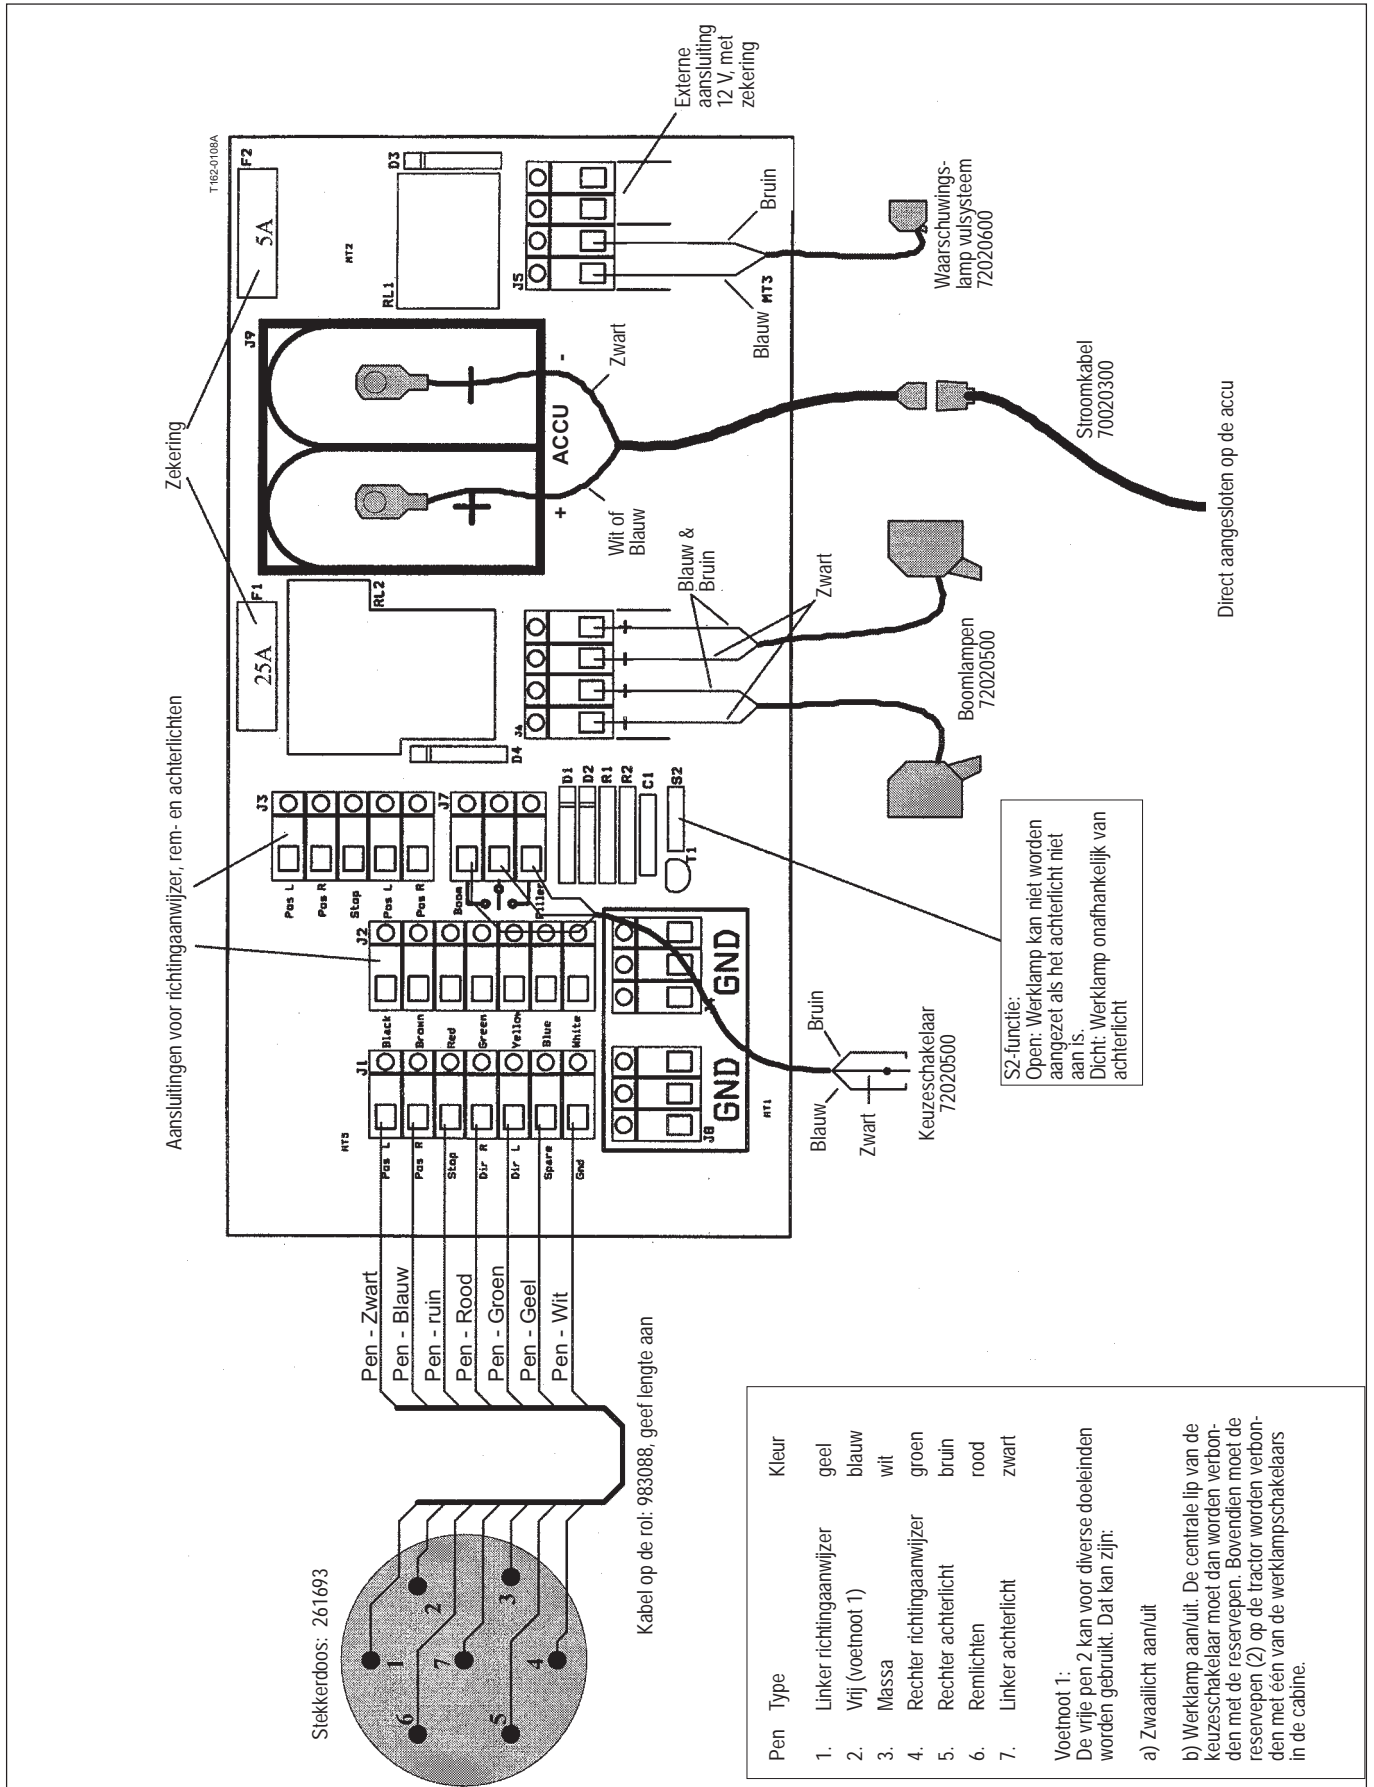 T162-0108A
Zekering
Aansluitingen voor richtingaanwijzer, rem- en achterlichten
Externe
aansluiting
12 V, met
zekering
F2
5A
MT2
D3
RL1
J5
Bruin
Blauw
MT3
Waarschuwings-
lamp vulsysteem
72020600
J9
-
Zwart
ACCU
+
Wit of
Blauw
Stroomkabel
70020300
Direct aangesloten op de accu
F1
25A
RL2
D4
J6
+
+
+
+
Blauw &
Bruin
Zwart
Boomlampen
72020500
J3
Pos L
Pos R
Stop
Pos L
Pos R
J7
Boom
Filler
D1
D2
R1
R2
C1
S2
T1
S2-functie:
Open: Werklamp kan niet worden
aangezet als het achterlicht niet
aan is.
Dicht: Werklamp onafhankelijk van
achterlicht
J2
Black
Brown
Red
Green
Yellow
Blue
White
J1
MT5
Pos L
Pos R
Stop
Dir R
Dir L
Spare
Gnd
GND
GND
J8
MT1
Bruin
Blauw
Zwart
Keuzeschakelaar
72020500
Pen - Zwart
Pen - Blauw
Pen - ruin
Pen - Rood
Pen - Groen
Pen - Geel
Pen - Wit
Kabel op de rol: 983088, geef lengte aan
Stekkerdoos: 261693
1
2
3
4
5
6
7
Pen Type Kleur
1. Linker richtingaanwijzer geel
2. Vrij (voetnoot 1) blauw
3. Massa wit
4. Rechter richtingaanwijzer groen
5. Rechter achterlicht bruin
6. Remlichten rood
7. Linker achterlicht zwart
Voetnoot 1:
De vrije pen 2 kan voor diverse doeleinden
worden gebruikt. Dat kan zijn:
a) Zwaailicht aan/uit
b) Werklamp aan/uit. De centrale lip van de
keuzeschakelaar moet dan worden verbon-
den met de reservepen. Bovendien moet de
reservepen (2) op de tractor worden verbon-
den met één van de werklampschakelaars
in de cabine.